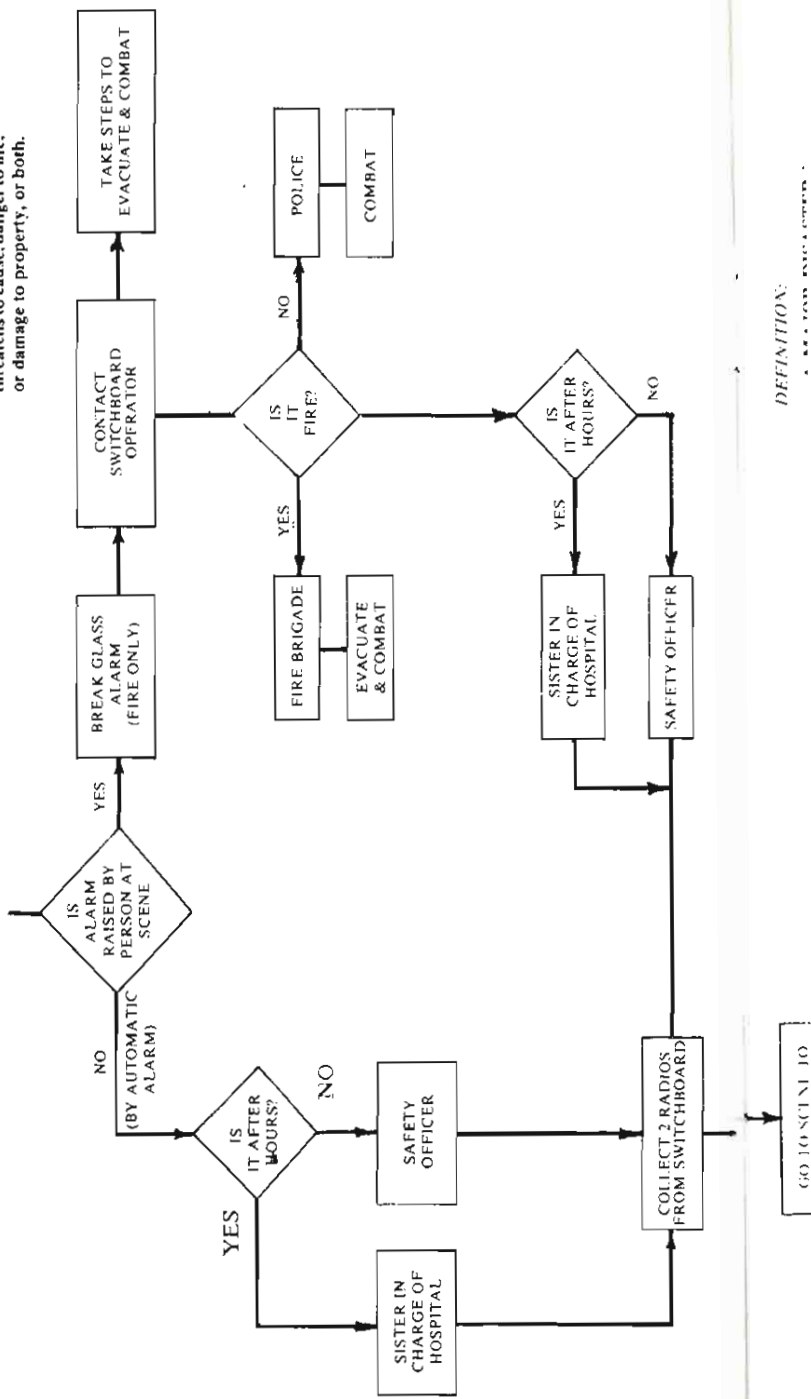 or damage to property, or both.
IS
ALARM
RAISED BY
PERSON AT
SCENE
NO
(BY AUTOMATIC
ALARM)
YES
BREAK GLASS
ALARM
(FIRE ONLY)
CONTACT
SWITCHBOARD
OPERATOR
TAKE STEPS TO
EVACUATE & COMBAT
IS
IT AFTER
HOURS?
YES
NO
SISTER IN
CHARGE OF
HOSPITAL
SAFETY
OFFICER
IS
IT
FIRE?
YES
NO
FIRE BRIGADE
EVACUATE
& COMBAT
POLICE
COMBAT
IS
IT AFTER
HOURS?
YES
NO
SISTER IN
CHARGE OF
HOSPITAL
SAFETY OFFICER
COLLECT 2 RADIOS
FROM SWITCHBOARD
GO TO SCENE TO
DEFINITION: